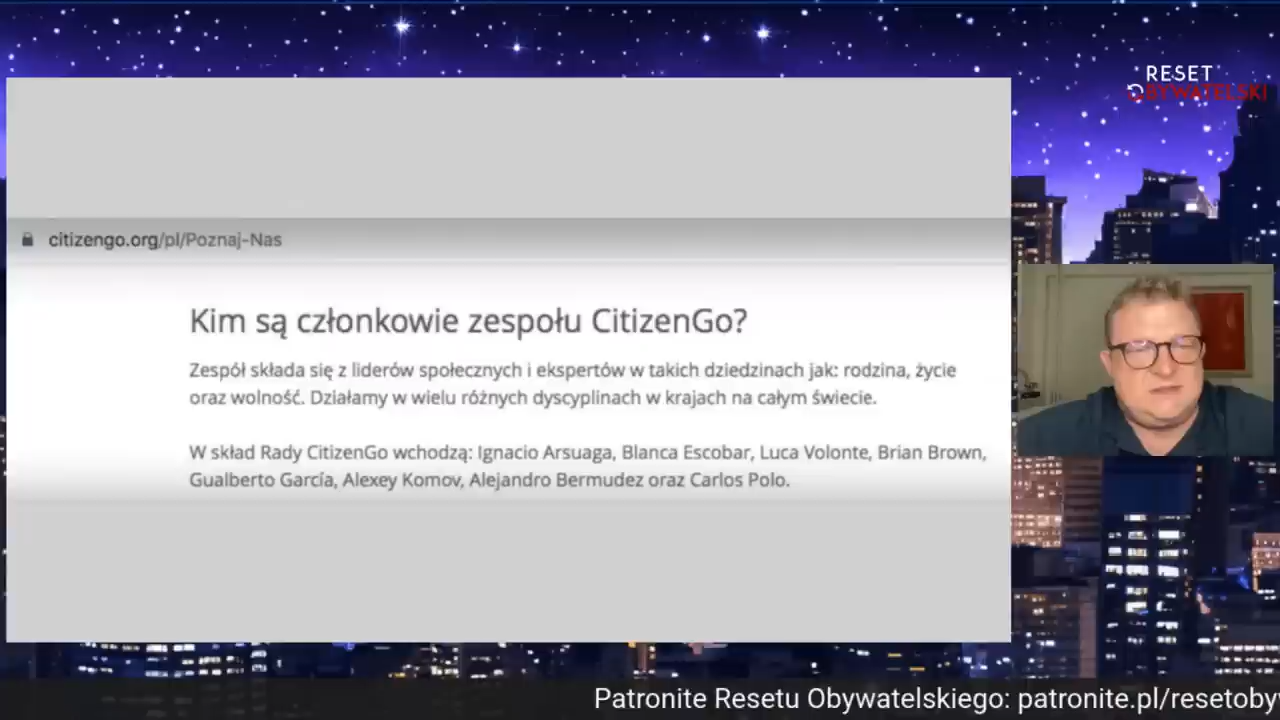 RESET
OBYWATELSKI
citizengo.org/pl/Poznaj-Nas
Kim są członkowie zespołu CitizenGo?
Zespół składa się z liderów społecznych i ekspertów w takich dziedzinach jak: rodzina, życie
oraz wolność. Działamy w wielu różnych dyscyplinach w krajach na całym świecie.
W skład Rady CitizenGo wchodzą: Ignacio Arsuaga, Blanca Escobar, Luca Volonte, Brian Brown,
Gualberto García, Alexey Komov, Alejandro Bermudez oraz Carlos Polo.
Patronite Resetu Obywatelskiego: patronite.pl/resetoby